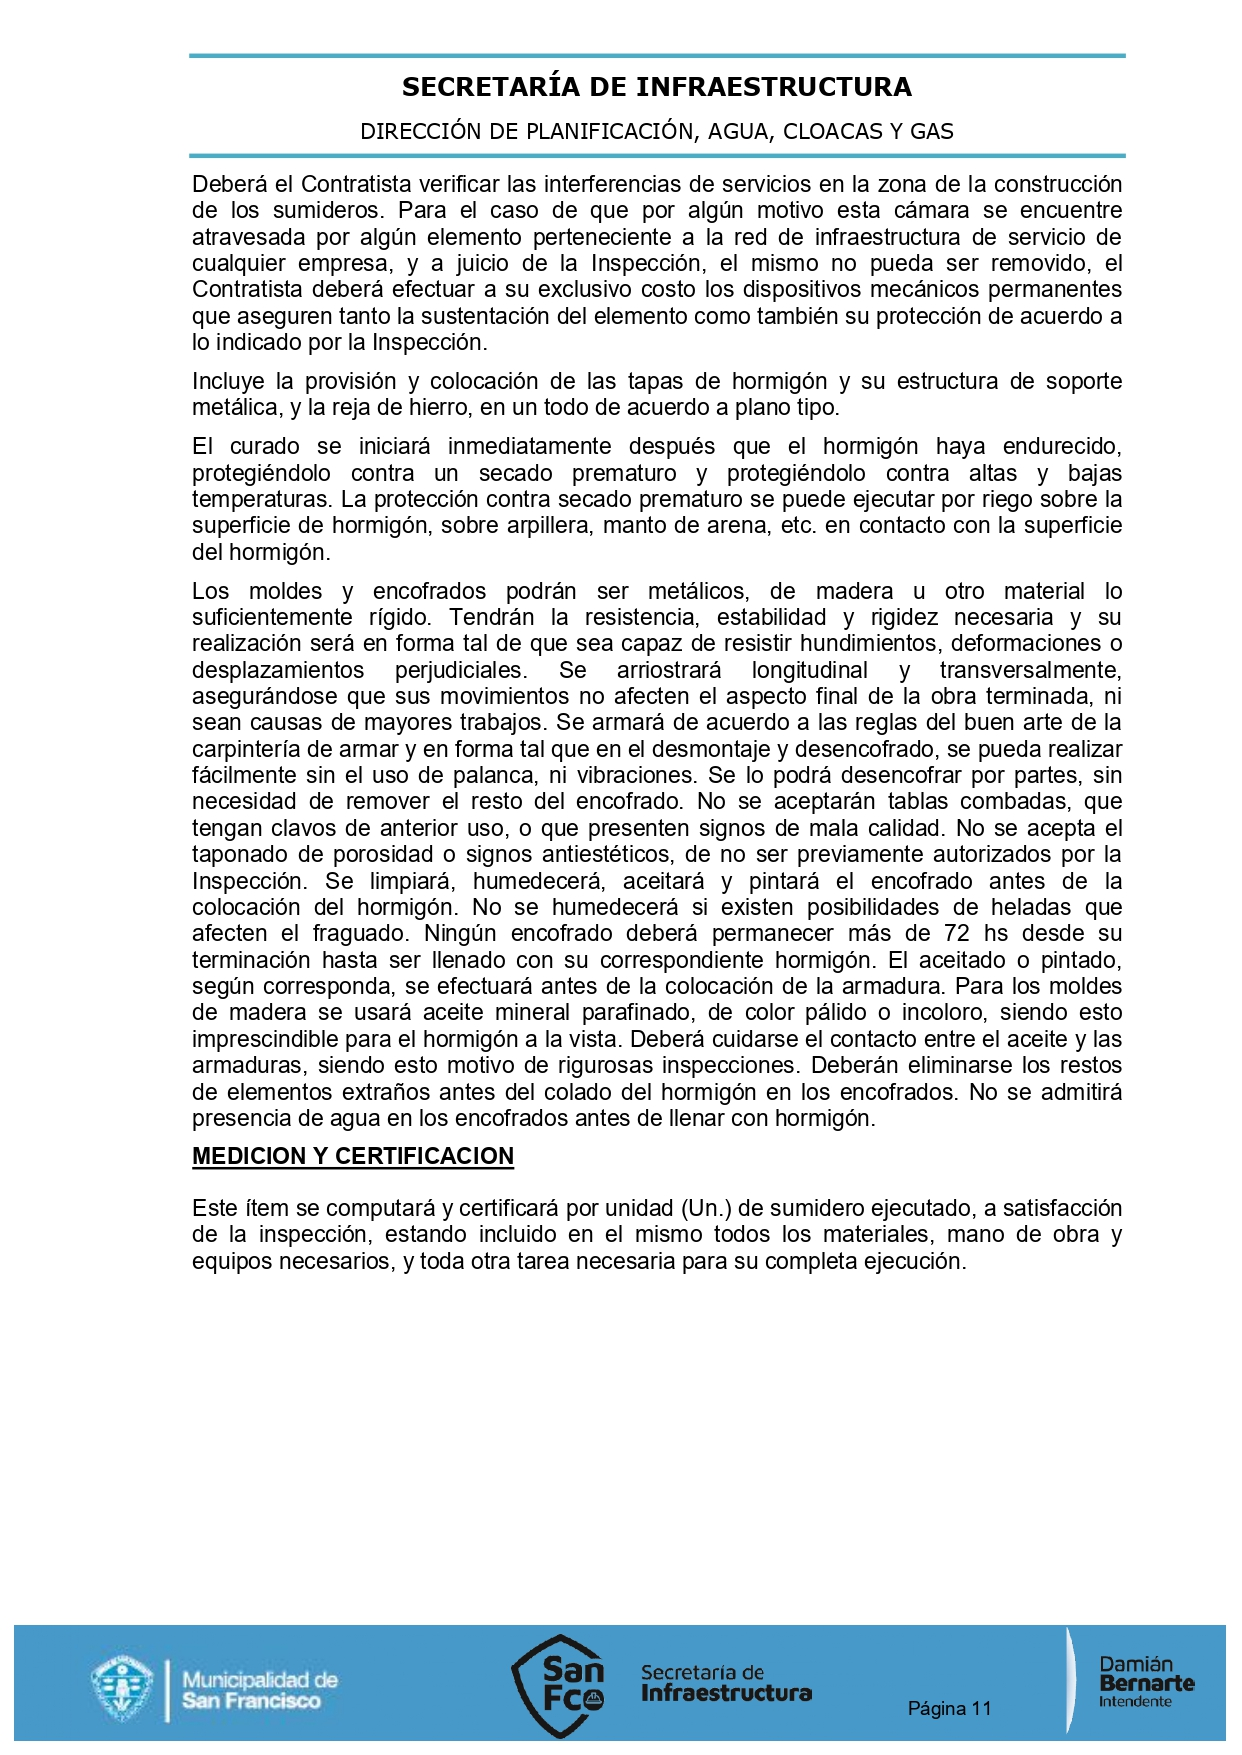 SECRETARÍA DE INFRAESTRUCTURA
DIRECCIÓN DE PLANIFICACIÓN, AGUA, CLOACAS Y GAS
Deberá el Contratista verificar las interferencias de servicios en la zona de la construcción
de los sumideros. Para el caso de que por algún motivo esta cámara se encuentre
atravesada por algún elemento perteneciente a la red de infraestructura de servicio de
cualquier empresa, y a juicio de la Inspección, el mismo no pueda ser removido, el
Contratista deberá efectuar a su exclusivo costo los dispositivos mecánicos permanentes
que aseguren tanto la sustentación del elemento como también su protección de acuerdo a
lo indicado por la Inspección.
Incluye la provisión y colocación de las tapas de hormigón y su estructura de soporte
metálica, y la reja de hierro, en un todo de acuerdo a plano tipo.
El curado se iniciará inmediatamente después que el hormigón haya endurecido,
protegiéndolo contra un secado prematuro y protegiéndolo contra altas y bajas
temperaturas. La protección contra secado prematuro se puede ejecutar por riego sobre la
superficie de hormigón, sobre arpillera, manto de arena, etc. en contacto con la superficie
del hormigón.
Los moldes y encofrados podrán ser metálicos, de madera u otro material lo
suficientemente rígido. Tendrán la resistencia, estabilidad y rigidez necesaria y su
realización será en forma tal de que sea capaz de resistir hundimientos, deformaciones o
desplazamientos perjudiciales. Se arriostrará longitudinal y transversalmente,
asegurándose que sus movimientos no afecten el aspecto final de la obra terminada, ni
sean causas de mayores trabajos. Se armará de acuerdo a las reglas del buen arte de la
carpintería de armar y en forma tal que en el desmontaje y desencofrado, se pueda realizar
fácilmente sin el uso de palanca, ni vibraciones. Se lo podrá desencofrar por partes, sin
necesidad de remover el resto del encofrado. No se aceptarán tablas combadas, que
tengan clavos de anterior uso, o que presenten signos de mala calidad. No se acepta el
taponado de porosidad o signos antiestéticos, de no ser previamente autorizados por la
Inspección. Se limpiará, humedecerá, aceitará y pintará el encofrado antes de la
colocación del hormigón. No se humedecerá si existen posibilidades de heladas que
afecten el fraguado. Ningún encofrado deberá permanecer más de 72 hs desde su
terminación hasta ser llenado con su correspondiente hormigón. El aceitado o pintado,
según corresponda, se efectuará antes de la colocación de la armadura. Para los moldes
de madera se usará aceite mineral parafinado, de color pálido o incoloro, siendo esto
imprescindible para el hormigón a la vista. Deberá cuidarse el contacto entre el aceite y las
armaduras, siendo esto motivo de rigurosas inspecciones. Deberán eliminarse los restos
de elementos extraños antes del colado del hormigón en los encofrados. No se admitirá
presencia de agua en los encofrados antes de llenar con hormigón.
MEDICION Y CERTIFICACION
Este ítem se computará y certificará por unidad (Un.) de sumidero ejecutado, a satisfacción
de la inspección, estando incluido en el mismo todos los materiales, mano de obra y
equipos necesarios, y toda otra tarea necesaria para su completa ejecución.
Municipalidad de
San Francisco
San
Fco
Secretaría de
Infraestructura
Página 11
Damián
Bernarte
Intendente